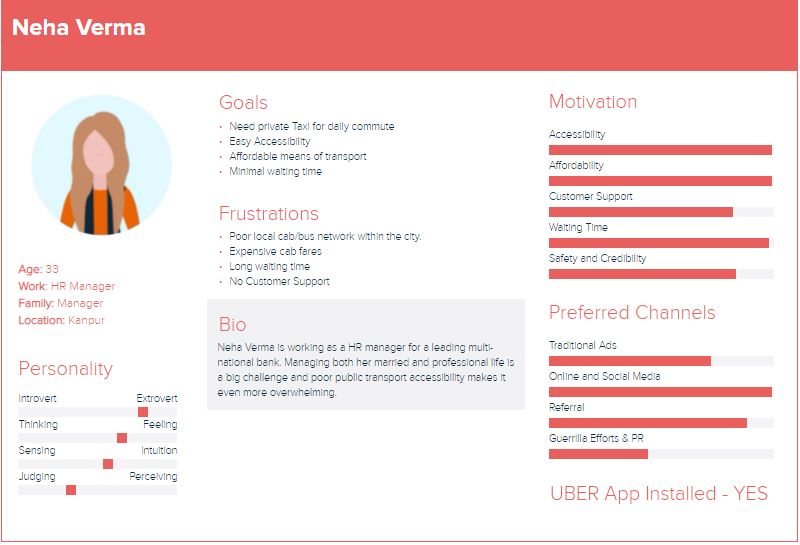 Neha Verma
Age: 33
Work: HR Manager
Family: Manager
Location: Kanpur
Personality
Introvert Extrovert
Thinking Feeling
Sensing Intuition
Judging Perceiving
Goals
• Need private Taxi for daily commute
• Easy Accessibility
• Affordable means of transport
• Minimal waiting time
Frustrations
• Poor local cab/bus network within the city.
• Expensive cab fares
• Long waiting time
• No Customer Support
Bio
Neha Verma is working as a HR manager for a leading multi-
national bank. Managing both her married and professional life is
a big challenge and poor public transport accessibility makes it
even more overwhelming.
Motivation
Accessibility
Affordability
Customer Support
Waiting Time
Safety and Credibility
Preferred Channels
Traditional Ads
Online and Social Media
Referral
Guerrilla Efforts & PR
UBER App Installed - YES